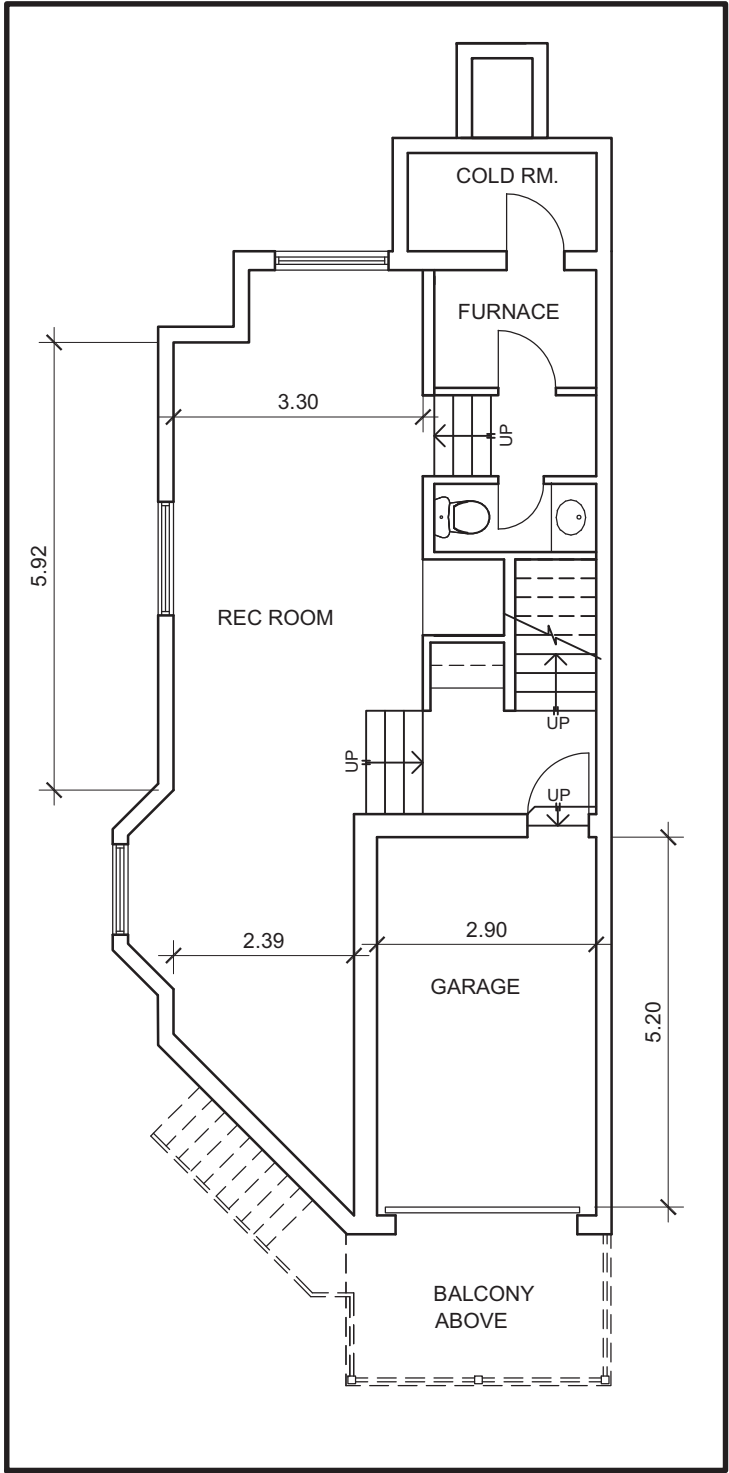 COLD RM.
FURNACE
3.30
UP
5.92
REC ROOM
UP
UP
UP
2.39
2.90
GARAGE
5.20
BALCONY
ABOVE